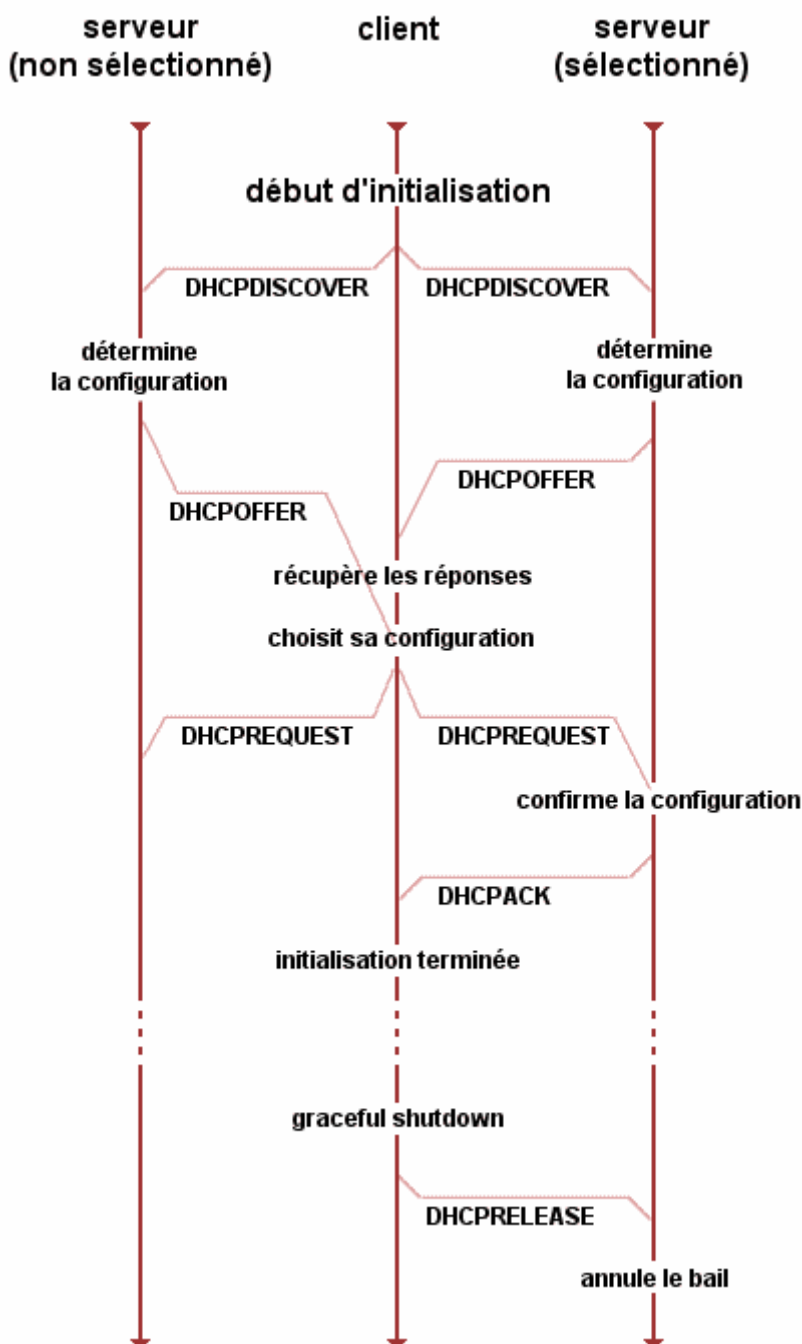 serveur
(non sélectionné)
client
serveur
(sélectionné)
début d'initialisation
DHCPDISCOVER
DHCPDISCOVER
détermine
la configuration
détermine
la configuration
DHCPOFFER
DHCPOFFER
récupère les réponses
choisit sa configuration
DHCPREQUEST
DHCPREQUEST
confirme la configuration
DHCPACK
initialisation terminée
graceful shutdown
DHCPRELEASE
annule le bail